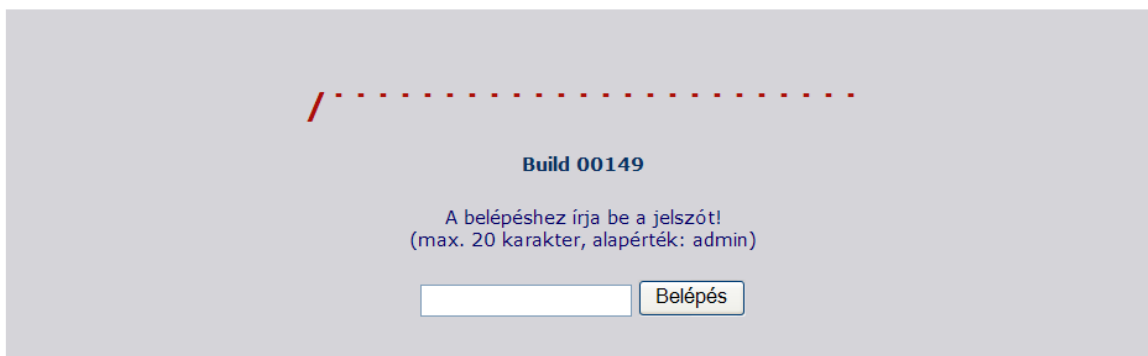 Build 00149
A belépéshez írja be a jelszót!
(max. 20 karakter, alapérték: admin)
Belépés